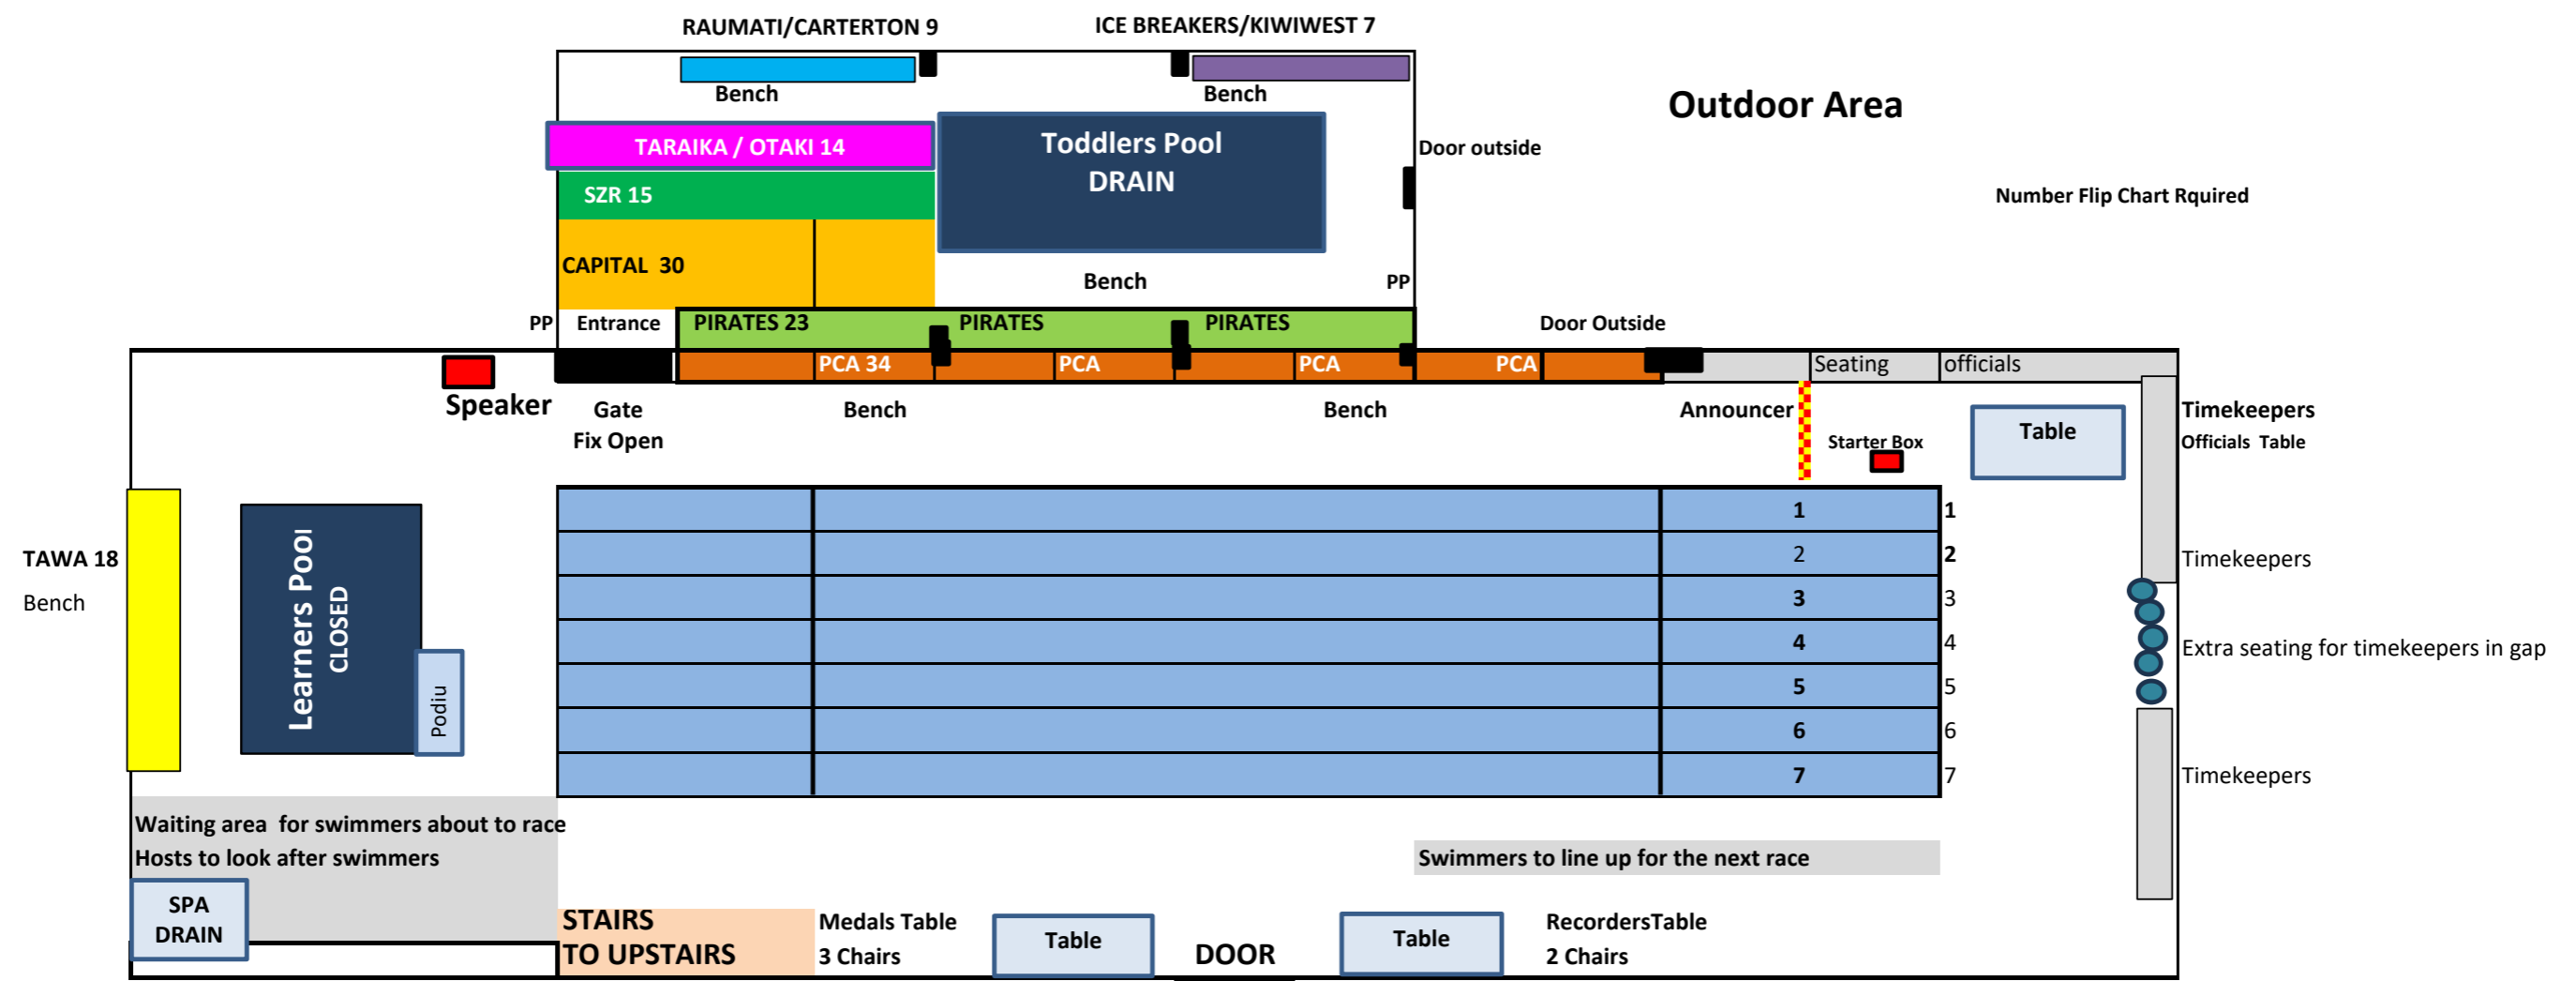 RAUMATI/CARTERTON 9
ICE BREAKERS/KIWIWEST 7
Bench
Bench
Outdoor Area
TARAIKA / OTAKI 14
Toddlers Pool
DRAIN
Door outside
SZR 15
Number Flip Chart Rquired
CAPITAL 30
Bench
PP
PP
Entrance
PIRATES 23
PIRATES
PIRATES
Door Outside
PCA 34
PCA
PCA
PCA
Seating
officials
Speaker
Gate
Fix Open
Bench
Bench
Announcer
Starter Box
Table
Timekeepers
Officials Table
1
1
2
2
3
3
4
4
5
5
6
6
7
7
TAWA 18
Bench
Learners Pool
CLOSED
Podiu
Timekeepers
Extra seating for timekeepers in gap
Timekeepers
Waiting area for swimmers about to race
Hosts to look after swimmers
Swimmers to line up for the next race
SPA
DRAIN
STAIRS
TO UPSTAIRS
Medals Table
3 Chairs
Table
DOOR
Table
RecordersTable
2 Chairs